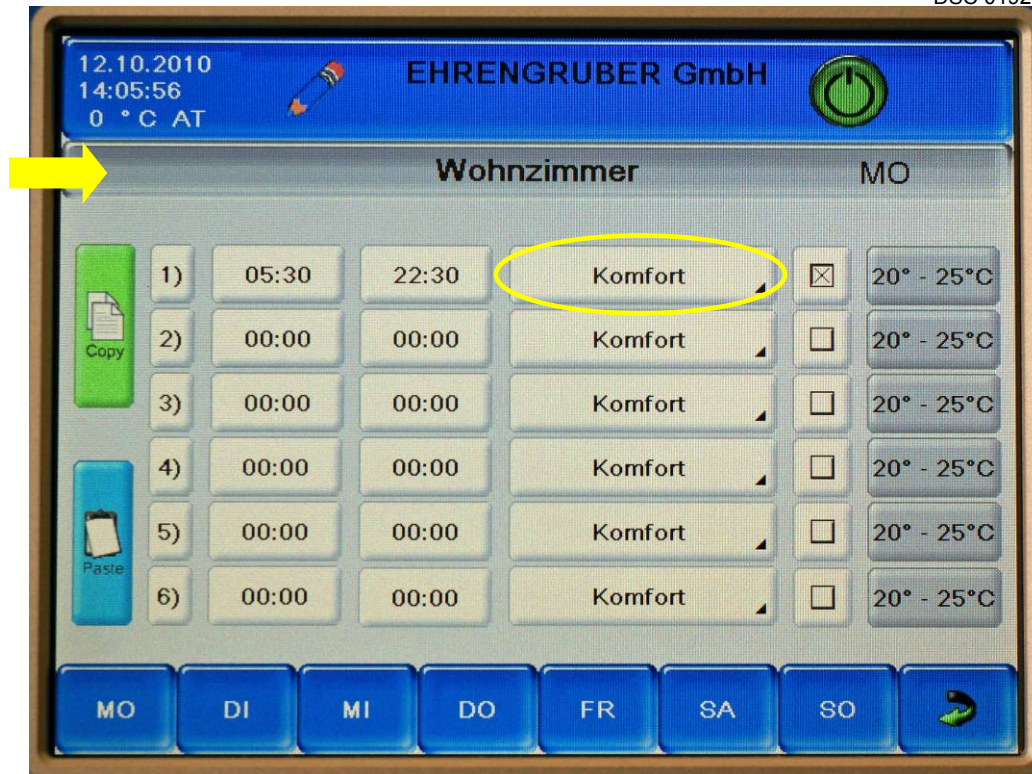 12.10.2010
14:05:56
0 °C AT
EHRENGRUBER GmbH
Wohnzimmer MO
Copy
Paste
1) 05:30 22:30 Komfort 20° - 25°C
2) 00:00 00:00 Komfort 20° - 25°C
3) 00:00 00:00 Komfort 20° - 25°C
4) 00:00 00:00 Komfort 20° - 25°C
5) 00:00 00:00 Komfort 20° - 25°C
6) 00:00 00:00 Komfort 20° - 25°C
MO DI MI DO FR SA SO